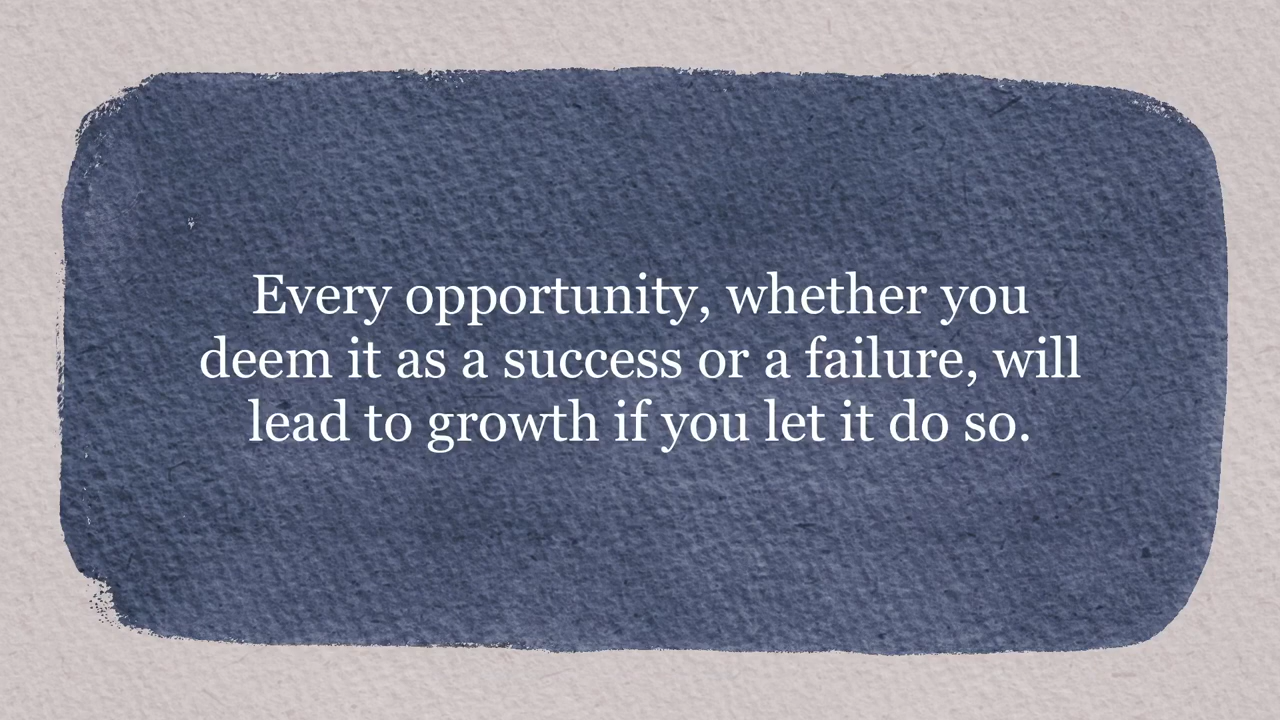 Every opportunity, whether you
deem it as a success or a failure, will
lead to growth if you let it do so.